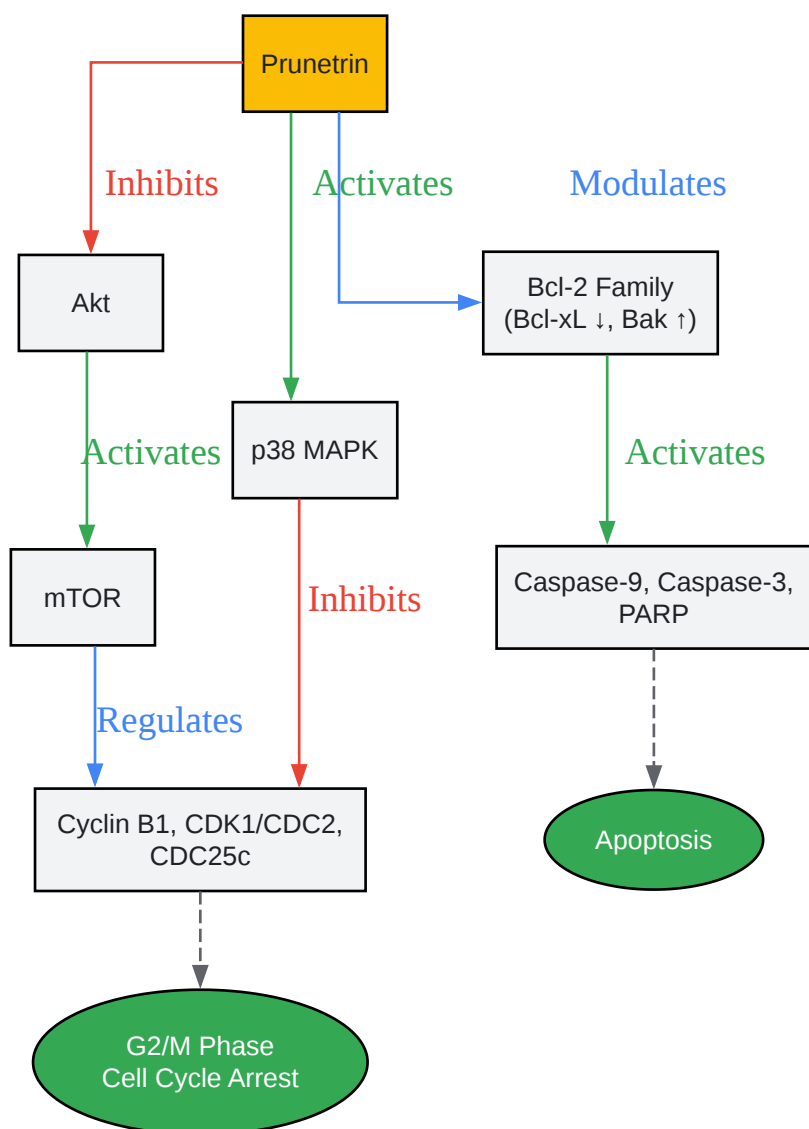 Prunetrin
Inhibits
Activates
Modulates
Akt
Bcl-2 Family
(Bcl-xL ↓, Bak ↑)
Activates
p38 MAPK
Activates
mTOR
Inhibits
Caspase-9, Caspase-3,
PARP
Regulates
Cyclin B1, CDK1/CDC2,
CDC25c
Apoptosis
G2/M Phase
Cell Cycle Arrest